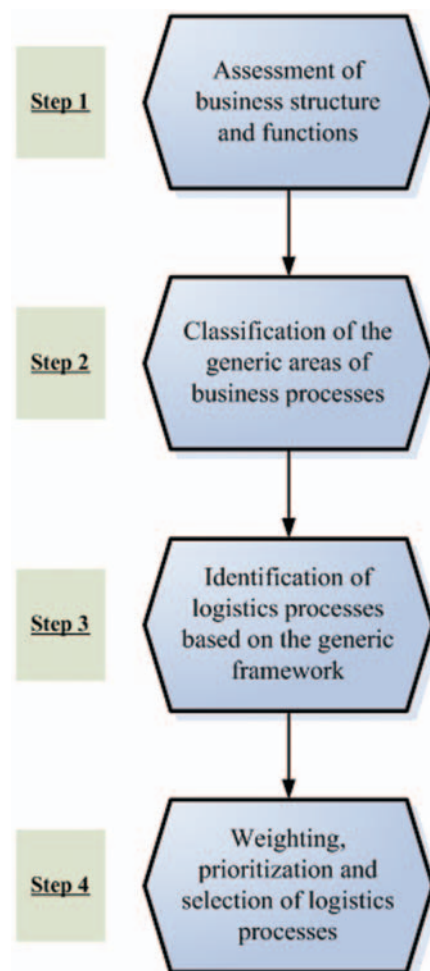 Step 1
Assessment of
business structure
and functions
Step 2
Classification of the
generic areas of
business processes
Step 3
Identification of
logistics processes
based on the generic
framework
Step 4
Weighting,
prioritization and
selection of logistics
processes